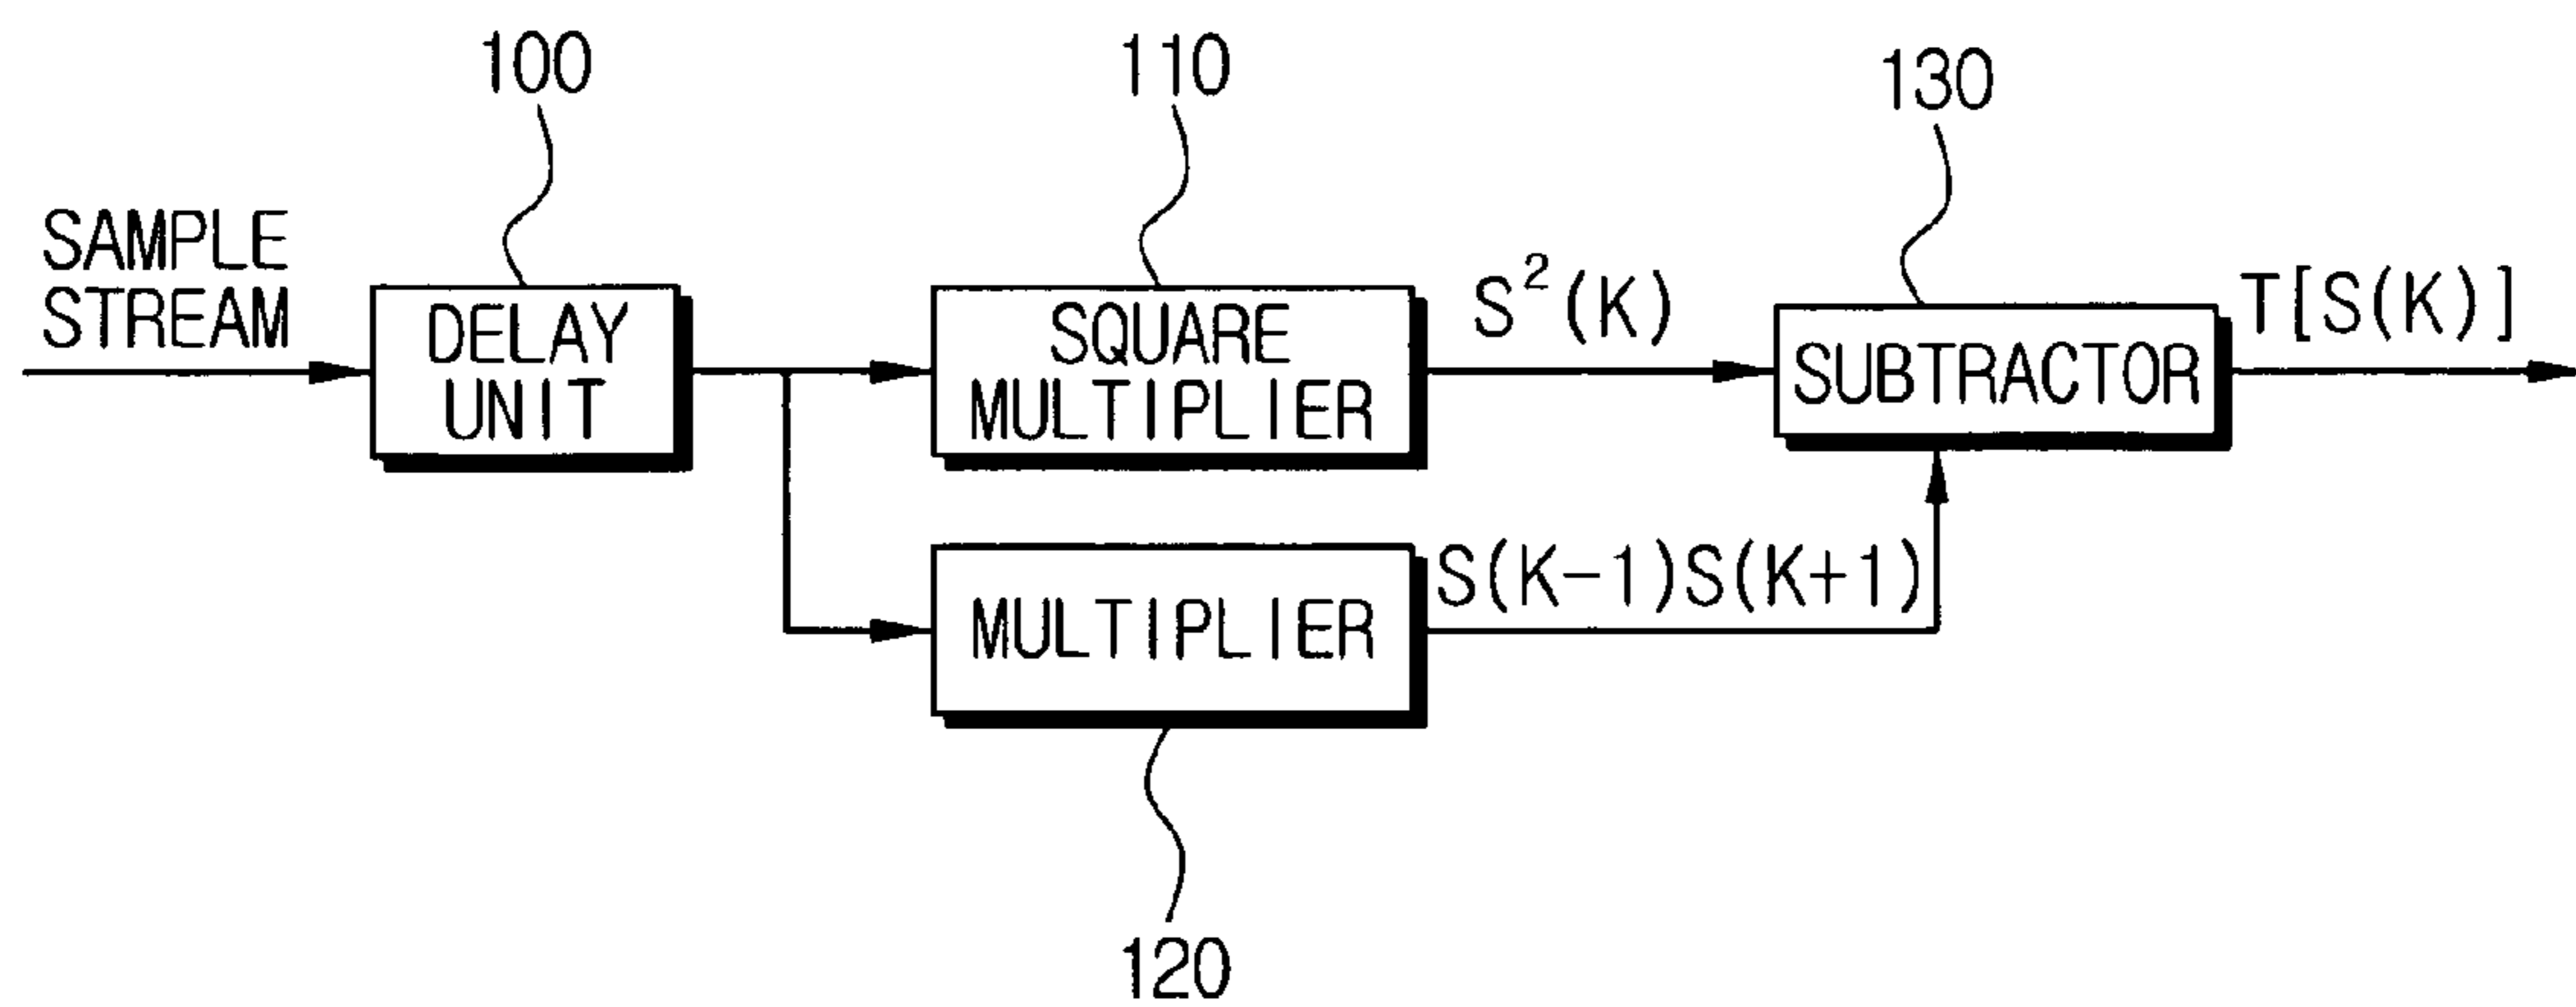 100
110
130
SAMPLE
STREAM
DELAY
UNIT
SQUARE
MULTIPLIER
S²(K)
SUBTRACTOR
T[S(K)]
MULTIPLIER
S(K-1)S(K+1)
120